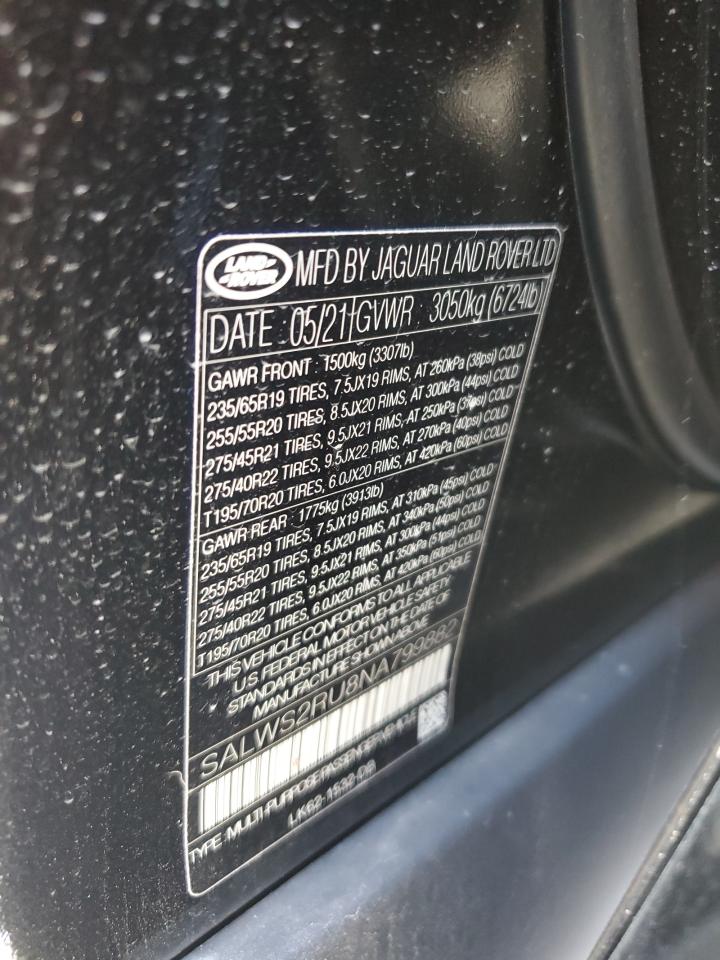 LAND-
-ROVER
MFD BY JAGUAR LAND ROVER LTD
DATE : 05/21 GVWR : 3050kg (6724lb)
GAWR FRONT : 1500kg (3307lb)
235/65R19 TIRES, 7.5JX19 RIMS, AT 260kPa (38psi) COLD
255/55R20 TIRES, 8.5JX20 RIMS, AT 300kPa (44psi) COLD
275/45R21 TIRES, 9.5JX21 RIMS, AT 250kPa (37psi) COLD
275/40R22 TIRES, 9.5JX22 RIMS, AT 270kPa (40psi) COLD
T195/70R20 TIRES, 6.0JX20 RIMS, AT 420kPa (60psi) COLD
GAWR REAR : 1775kg (3913lb)
235/65R19 TIRES, 7.5JX19 RIMS, AT 310kPa (45psi) COLD
255/55R20 TIRES, 8.5JX20 RIMS, AT 340kPa (50psi) COLD
275/45R21 TIRES, 9.5JX21 RIMS, AT 300kPa (44psi) COLD
275/40R22 TIRES, 9.5JX22 RIMS, AT 350kPa (51psi) COLD
T195/70R20 TIRES, 6.0JX20 RIMS, AT 420kPa (60psi) COLD
THIS VEHICLE CONFORMS TO ALL APPLICABLE
U.S. FEDERAL MOTOR VEHICLE SAFETY
STANDARDS IN EFFECT ON THE DATE OF
MANUFACTURE SHOWN ABOVE
SALWS2RU8NA799882
TYPE: MULTI-PURPOSE PASSENGER VEHICLE
LK62-1532-DB